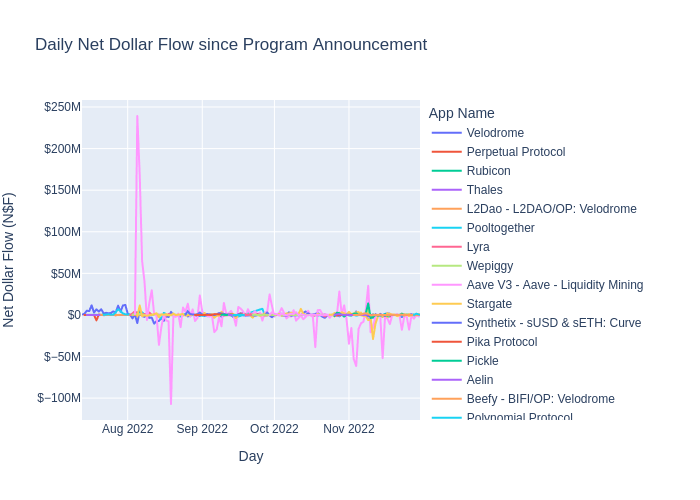 Daily Net Dollar Flow since Program Announcement
$250M
$200M
$150M
$100M
$50M
$0
−$50M
−$100M
Net Dollar Flow (N$F)
Aug 2022
Sep 2022
Oct 2022
Nov 2022
Day
App Name
Velodrome
Perpetual Protocol
Rubicon
Thales
L2Dao - L2DAO/OP: Velodrome
Pooltogether
Lyra
Wepiggy
Aave V3 - Aave - Liquidity Mining
Stargate
Synthetix - sUSD & sETH: Curve
Pika Protocol
Pickle
Aelin
Beefy - BIFI/OP: Velodrome
Polynomial Protocol